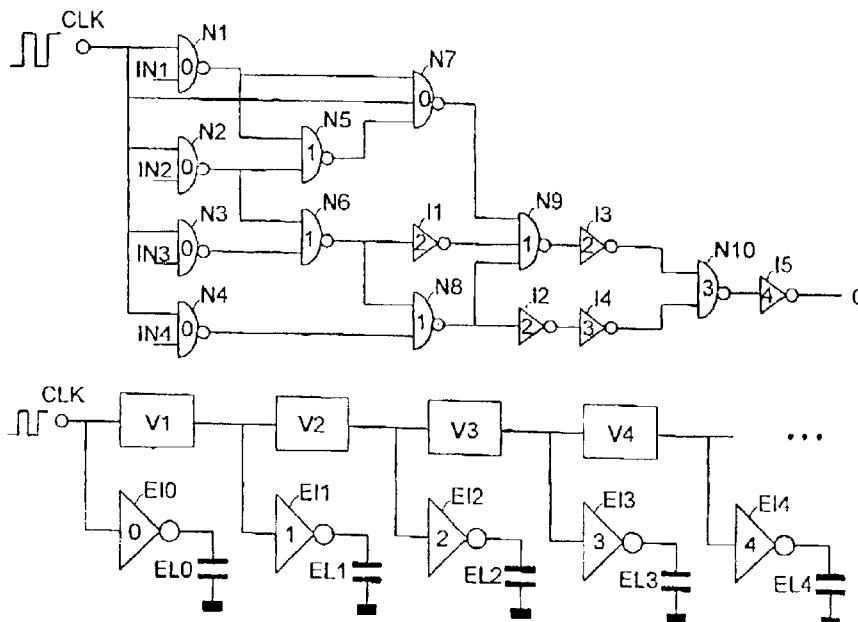 CLK
N1
0
IN1
N7
0
N2
0
IN2
N5
1
N3
0
IN3
N6
1
I1
2
N9
1
I3
2
N10
3
I5
4
N4
0
IN4
N8
1
I2
2
I4
3
CLK
V1
V2
V3
V4
...
EI0
0
EL0
EI1
1
EL1
EI2
2
EL2
EI3
3
EL3
EI4
4
EL4